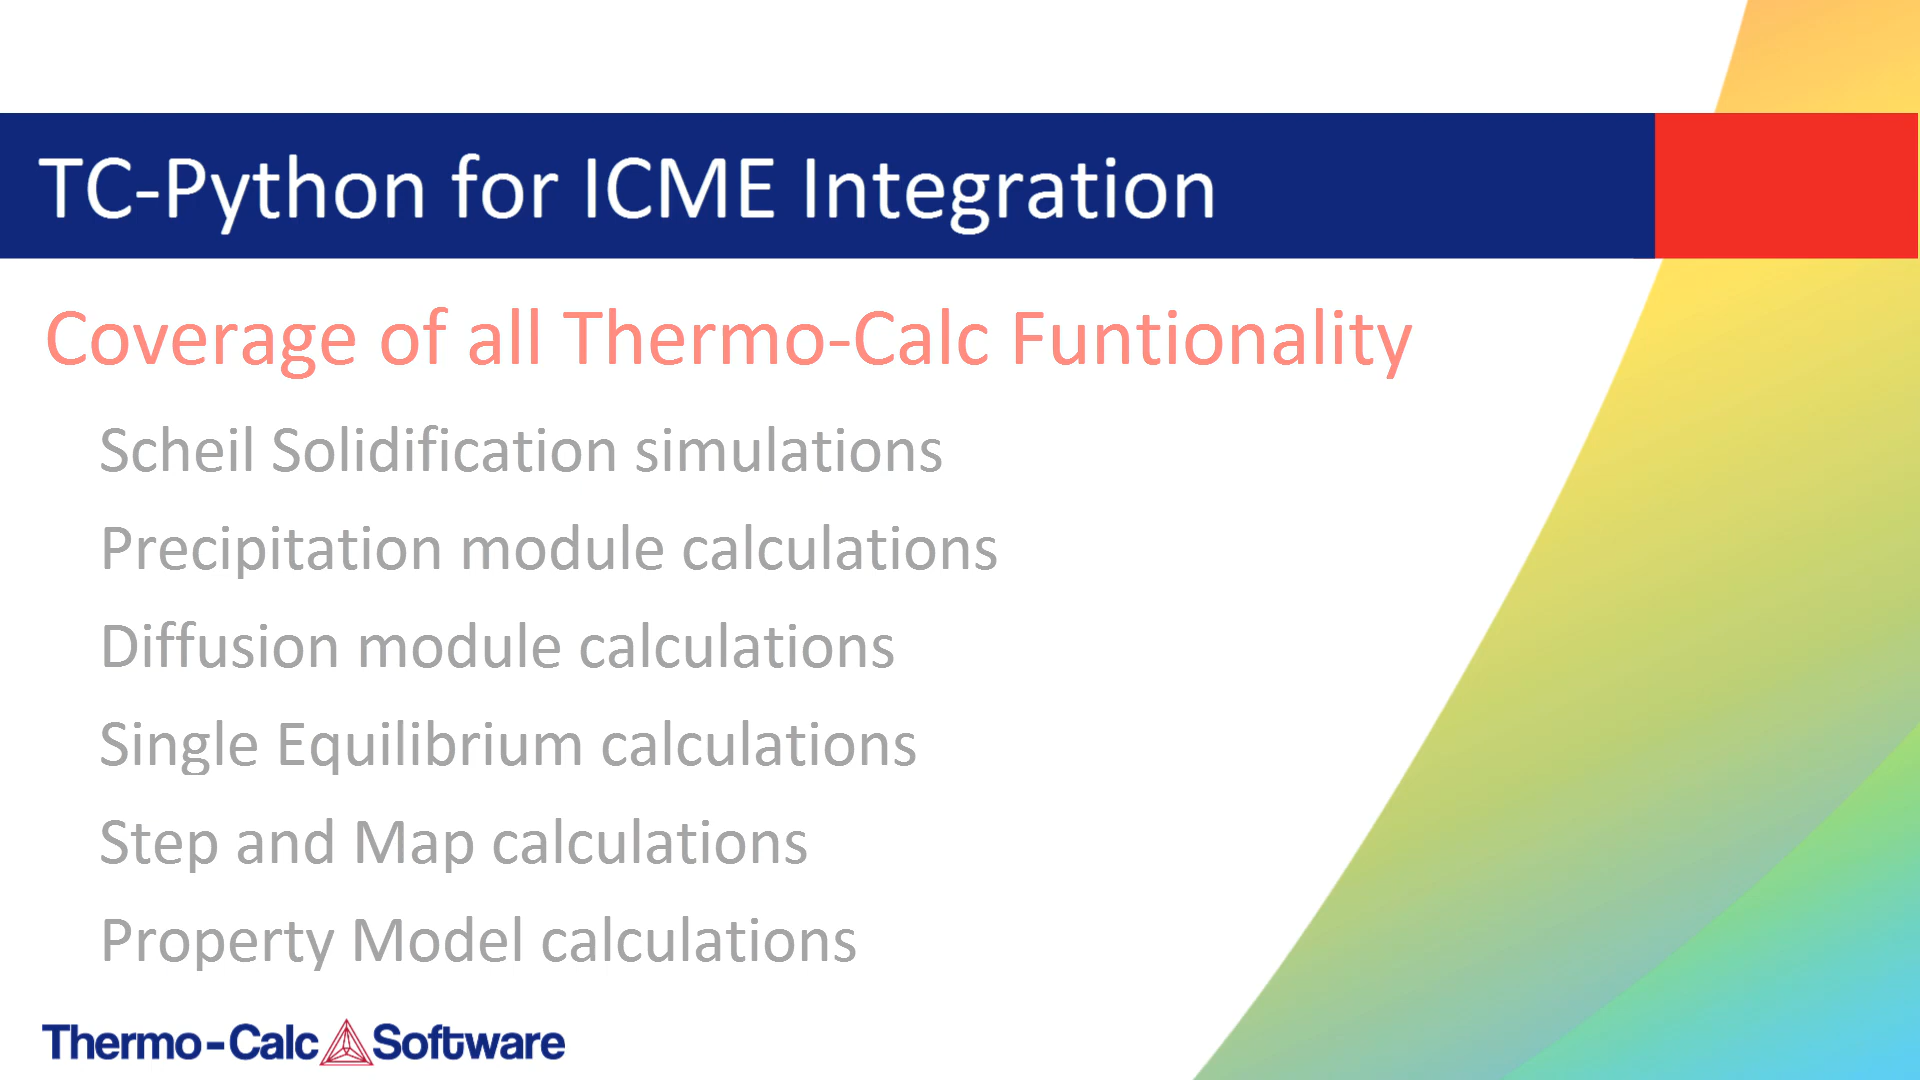 TC-Python for ICME Integration
Coverage of all Thermo-Calc Funtionality
Scheil Solidification simulations
Precipitation module calculations
Diffusion module calculations
Single Equilibrium calculations
Step and Map calculations
Property Model calculations
Thermo-Calc Software